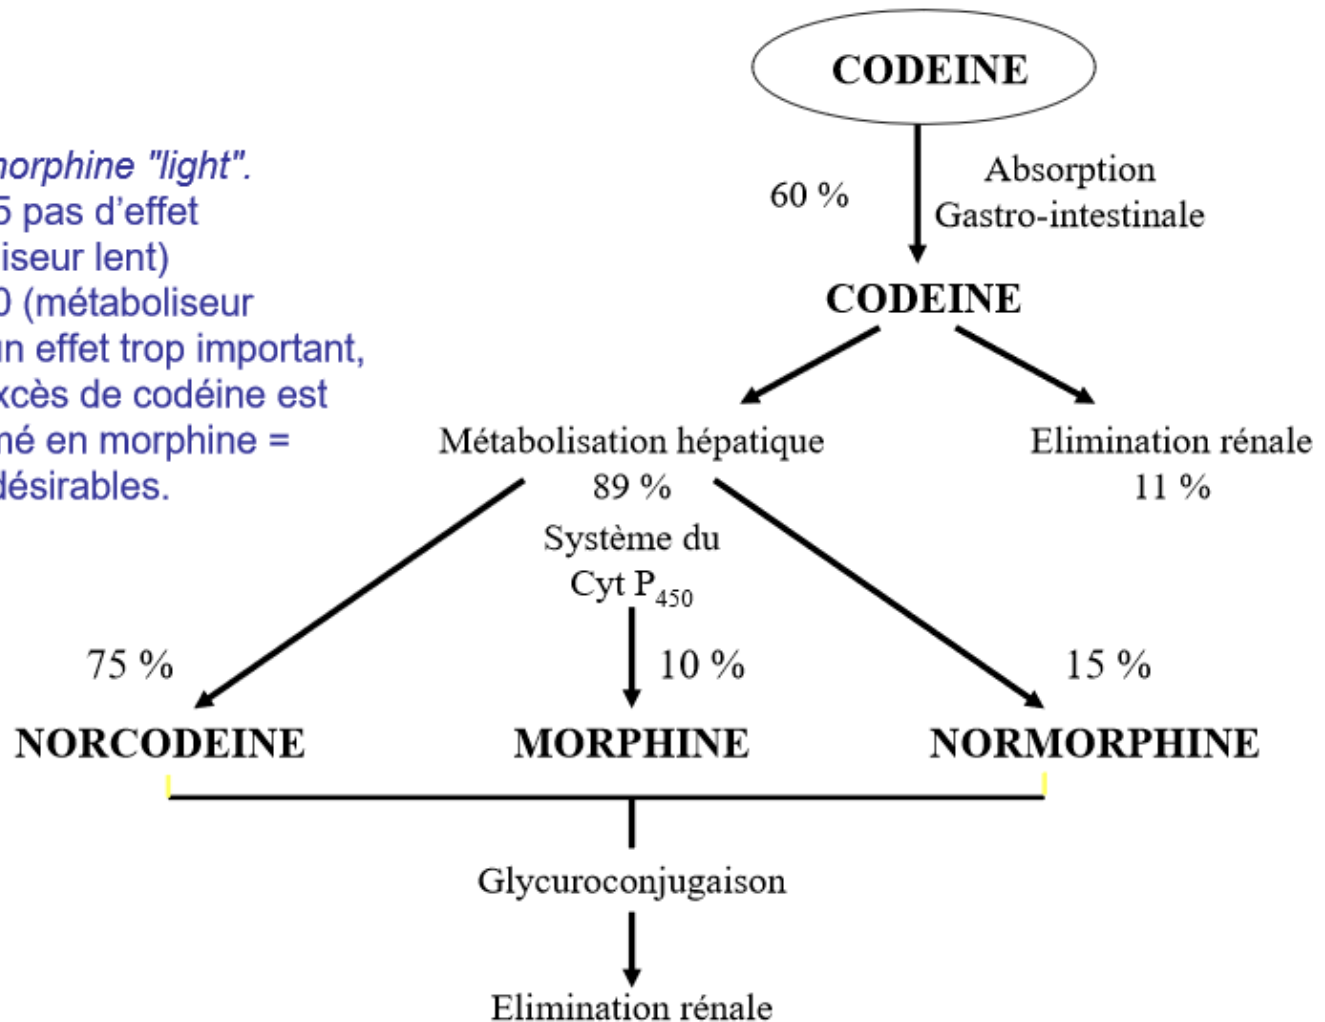 CODEINE
morphine "light".
5 pas d'effet
iseur lent)
0 (métaboliseur
un effet trop important,
xcès de codéine est
mé en morphine =
désirables.
60 %
Absorption
Gastro-intestinale
CODEINE
Métabolisation hépatique
89 %
Elimination rénale
11 %
Système du
Cyt P450
75 %
10 %
15 %
NORCODEINE
MORPHINE
NORMORPHINE
Glycuroconjugaison
Elimination rénale